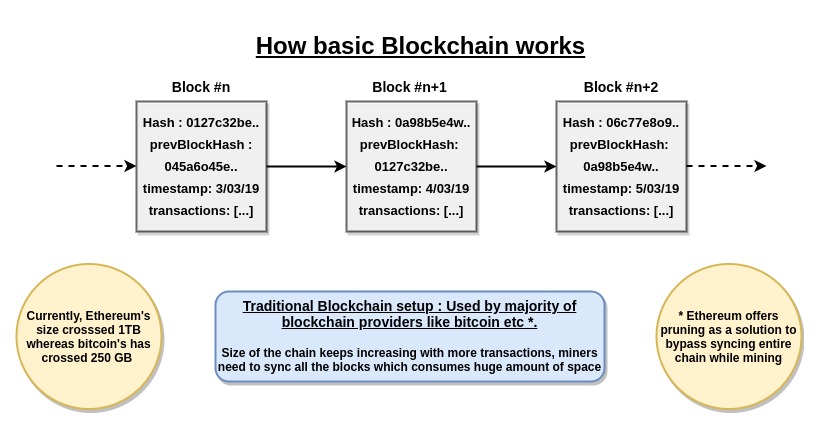 How basic Blockchain works
Block #n
Block #n+1
Block #n+2
Hash : 0127c32be..
prevBlockHash :
045a6o45e..
timestamp: 3/03/19
transactions: [...]
Hash : 0a98b5e4w..
prevBlockHash:
0127c32be..
timestamp: 4/03/19
transactions: [...]
Hash : 06c77e8o9..
prevBlockHash:
0a98b5e4w..
timestamp: 5/03/19
transactions: [...]
Currently, Ethereum's
size crosssed 1TB
whereas bitcoin's has
crossed 250 GB
Traditional Blockchain setup : Used by majority of
blockchain providers like bitcoin etc *.
Size of the chain keeps increasing with more transactions, miners
need to sync all the blocks which consumes huge amount of space
* Ethereum offers
pruning as a solution to
bypass syncing entire
chain while mining